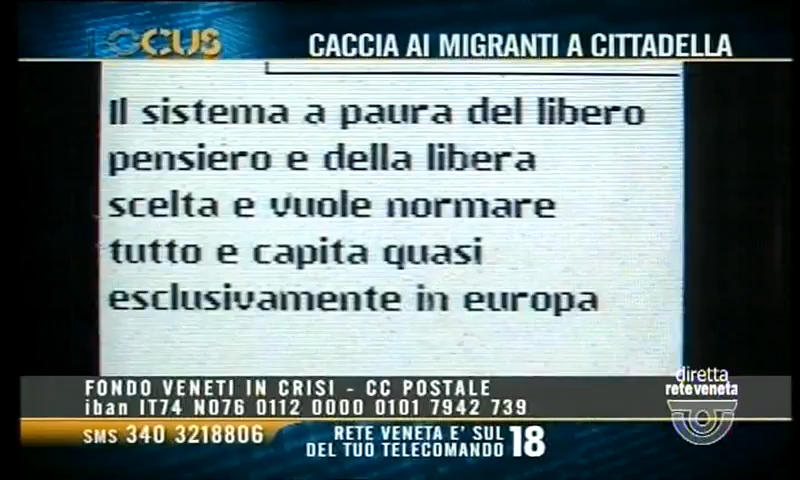 FOCUS
CACCIA AI MIGRANTI A CITTADELLA
Il sistema a paura del libero
pensiero e della libera
scelta e vuole normare
tutto e capita quasi
esclusivamente in europa
diretta
reteveneta
FONDO VENETI IN CRISI - CC POSTALE
iban IT74 N076 0112 0000 0101 7942 739
SMS 340 3218806
RETE VENETA E' SUL 18
DEL TUO TELECOMANDO